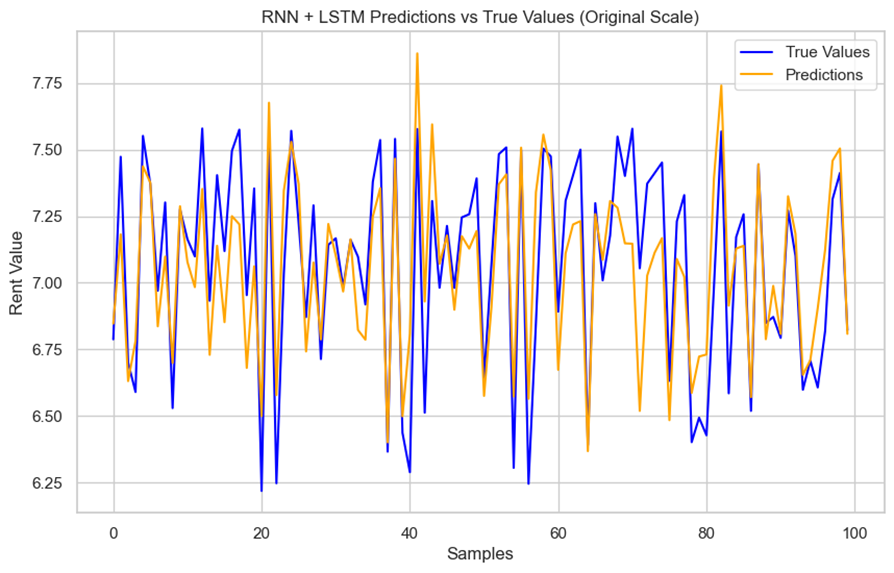 RNN + LSTM Predictions vs True Values (Original Scale)
True Values
Predictions
7.75
7.50
7.25
7.00
6.75
6.50
6.25
Rent Value
0 20 40 60 80 100
Samples